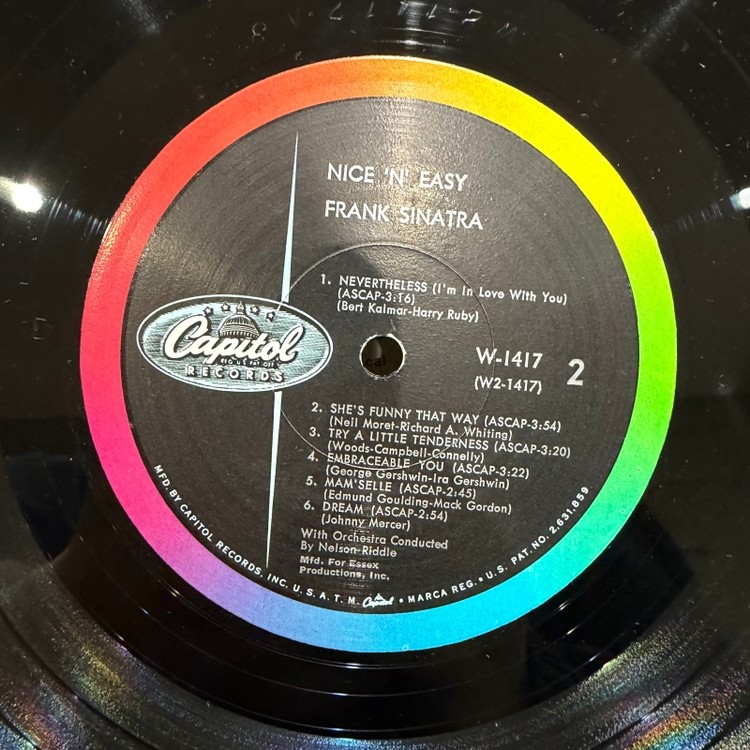 NICE 'N' EASY
FRANK SINATRA
1. NEVERTHELESS (I'm In Love With You)
(ASCAP-3:16)
(Bert Kalmar-Harry Ruby)
Capitol
REG. U.S. PAT. OFF.
RECORDS
cal
W-1417
(W2-1417)
2
2. SHE'S FUNNY THAT WAY (ASCAP-3:54)
(Neil Moret-Richard A. Whiting)
3. TRY A LITTLE TENDERNESS (ASCAP-3:20)
(Woods-Campbell-Connelly)
4. EMBRACEABLE YOU (ASCAP-3:22)
(George Gershwin-Ira Gershwin)
5. MAM'SELLE (ASCAP-2:45)
(Edmund Goulding-Mack Gordon)
6. DREAM (ASCAP-2:54)
(Johnny Mercer)
With Orchestra Conducted
By Nelson Riddle
Mfd. For Essex
Productions, Inc.
MFD. BY CAPITOL RECORDS, INC. U. S. A. T. M. Capitol • MARCA REG. • U. S. PAT. NO. 2,631,859